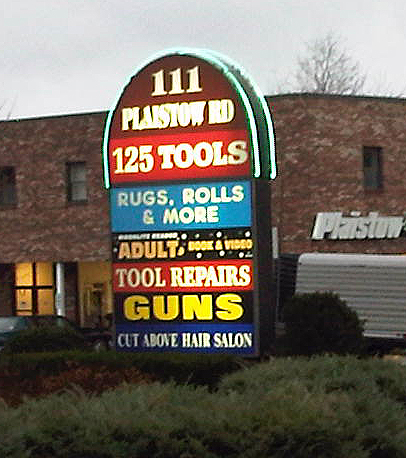 111
PLAISTOW RD
125 TOOLS
RUGS, ROLLS
& MORE
ADULT BOOK & VIDEO
TOOL REPAIRS
GUNS
CUT ABOVE HAIR SALON
Plaistow